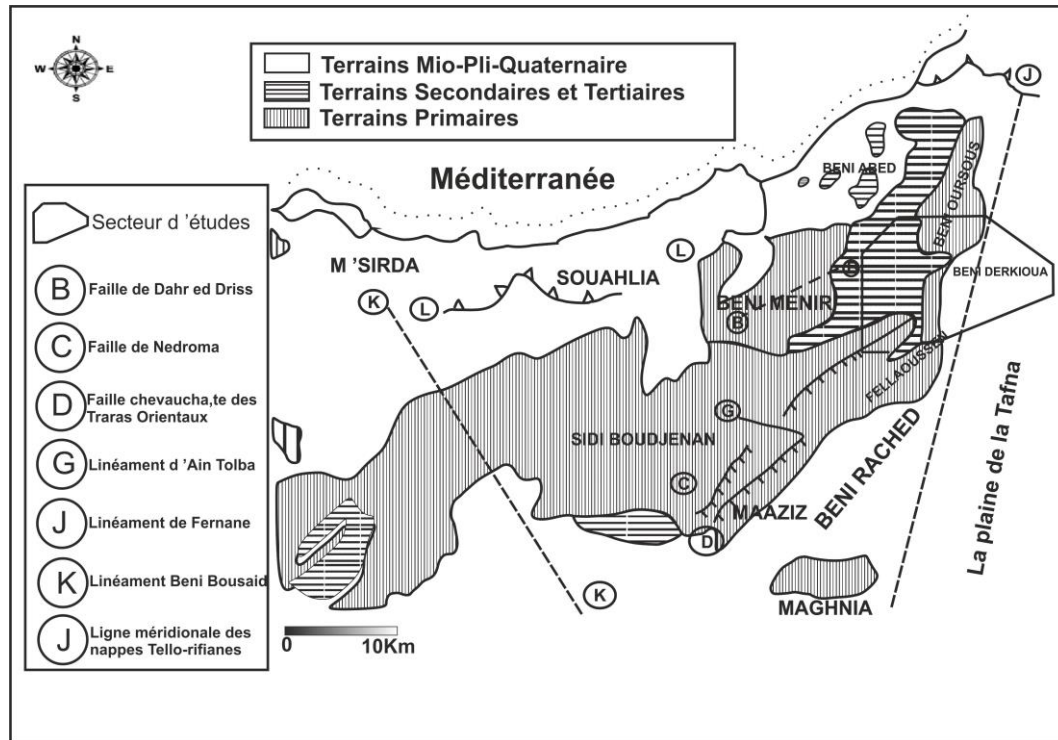 N
W
E
S
Terrains Mio-Pli-Quaternaire
Terrains Secondaires et Tertiaires
Terrains Primaires
J
Méditerranée
BENI ABED
BENI OURSOUS
Secteur d 'études
B
Faille de Dahr ed Driss
C
Faille de Nedroma
D
Faille chevaucha,te des
Traras Orientaux
G
Linéament d 'Ain Tolba
J
Linéament de Fernane
K
Linéament Beni Bousaid
J
Ligne méridionale des
nappes Tello-rifianes
M 'SIRDA
K
L
SOUAHLIA
L
B
BENI MENIR
B
BENI DERKIOUA
FELLAOUSSEN
G
SIDI BOUDJENAN
C
MAAZIZ
D
BENI RACHED
La plaine de la Tafna
K
MAGHNIA
0
10Km